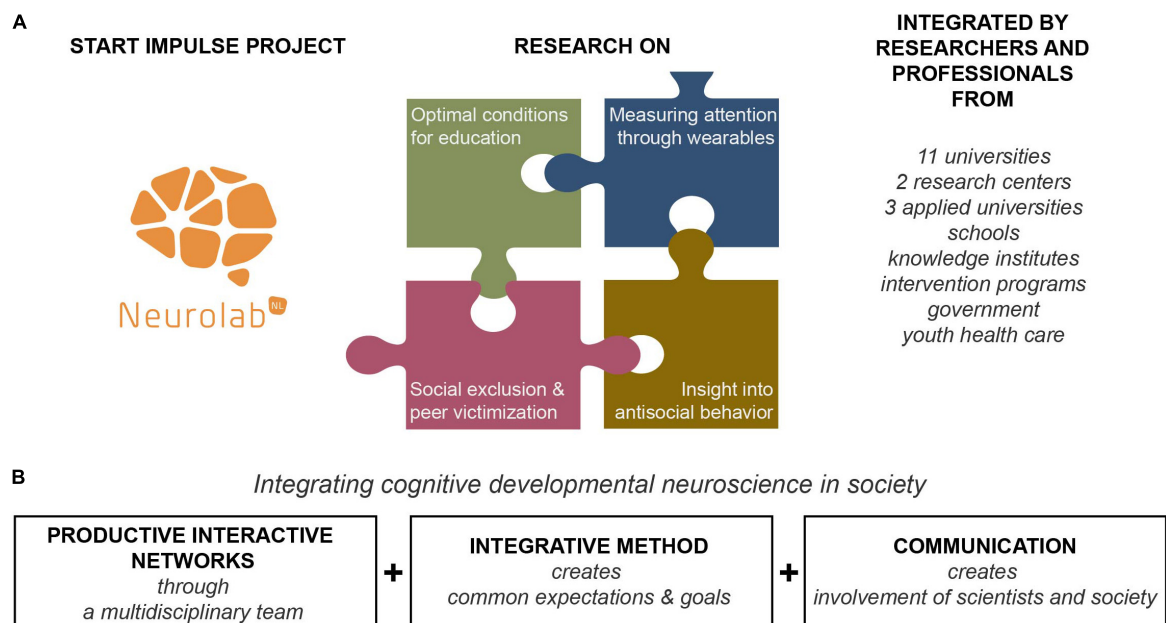 A
START IMPULSE PROJECT
Neurolab NL
RESEARCH ON
Optimal conditions
for education
Measuring attention
through wearables
Social exclusion &
peer victimization
Insight into
antisocial behavior
INTEGRATED BY
RESEARCHERS AND
PROFESSIONALS
FROM
11 universities
2 research centers
3 applied universities
schools
knowledge institutes
intervention programs
government
youth health care
B
Integrating cognitive developmental neuroscience in society
PRODUCTIVE INTERACTIVE
NETWORKS
through
a multidisciplinary team
+
INTEGRATIVE METHOD
creates
common expectations & goals
+
COMMUNICATION
creates
involvement of scientists and society